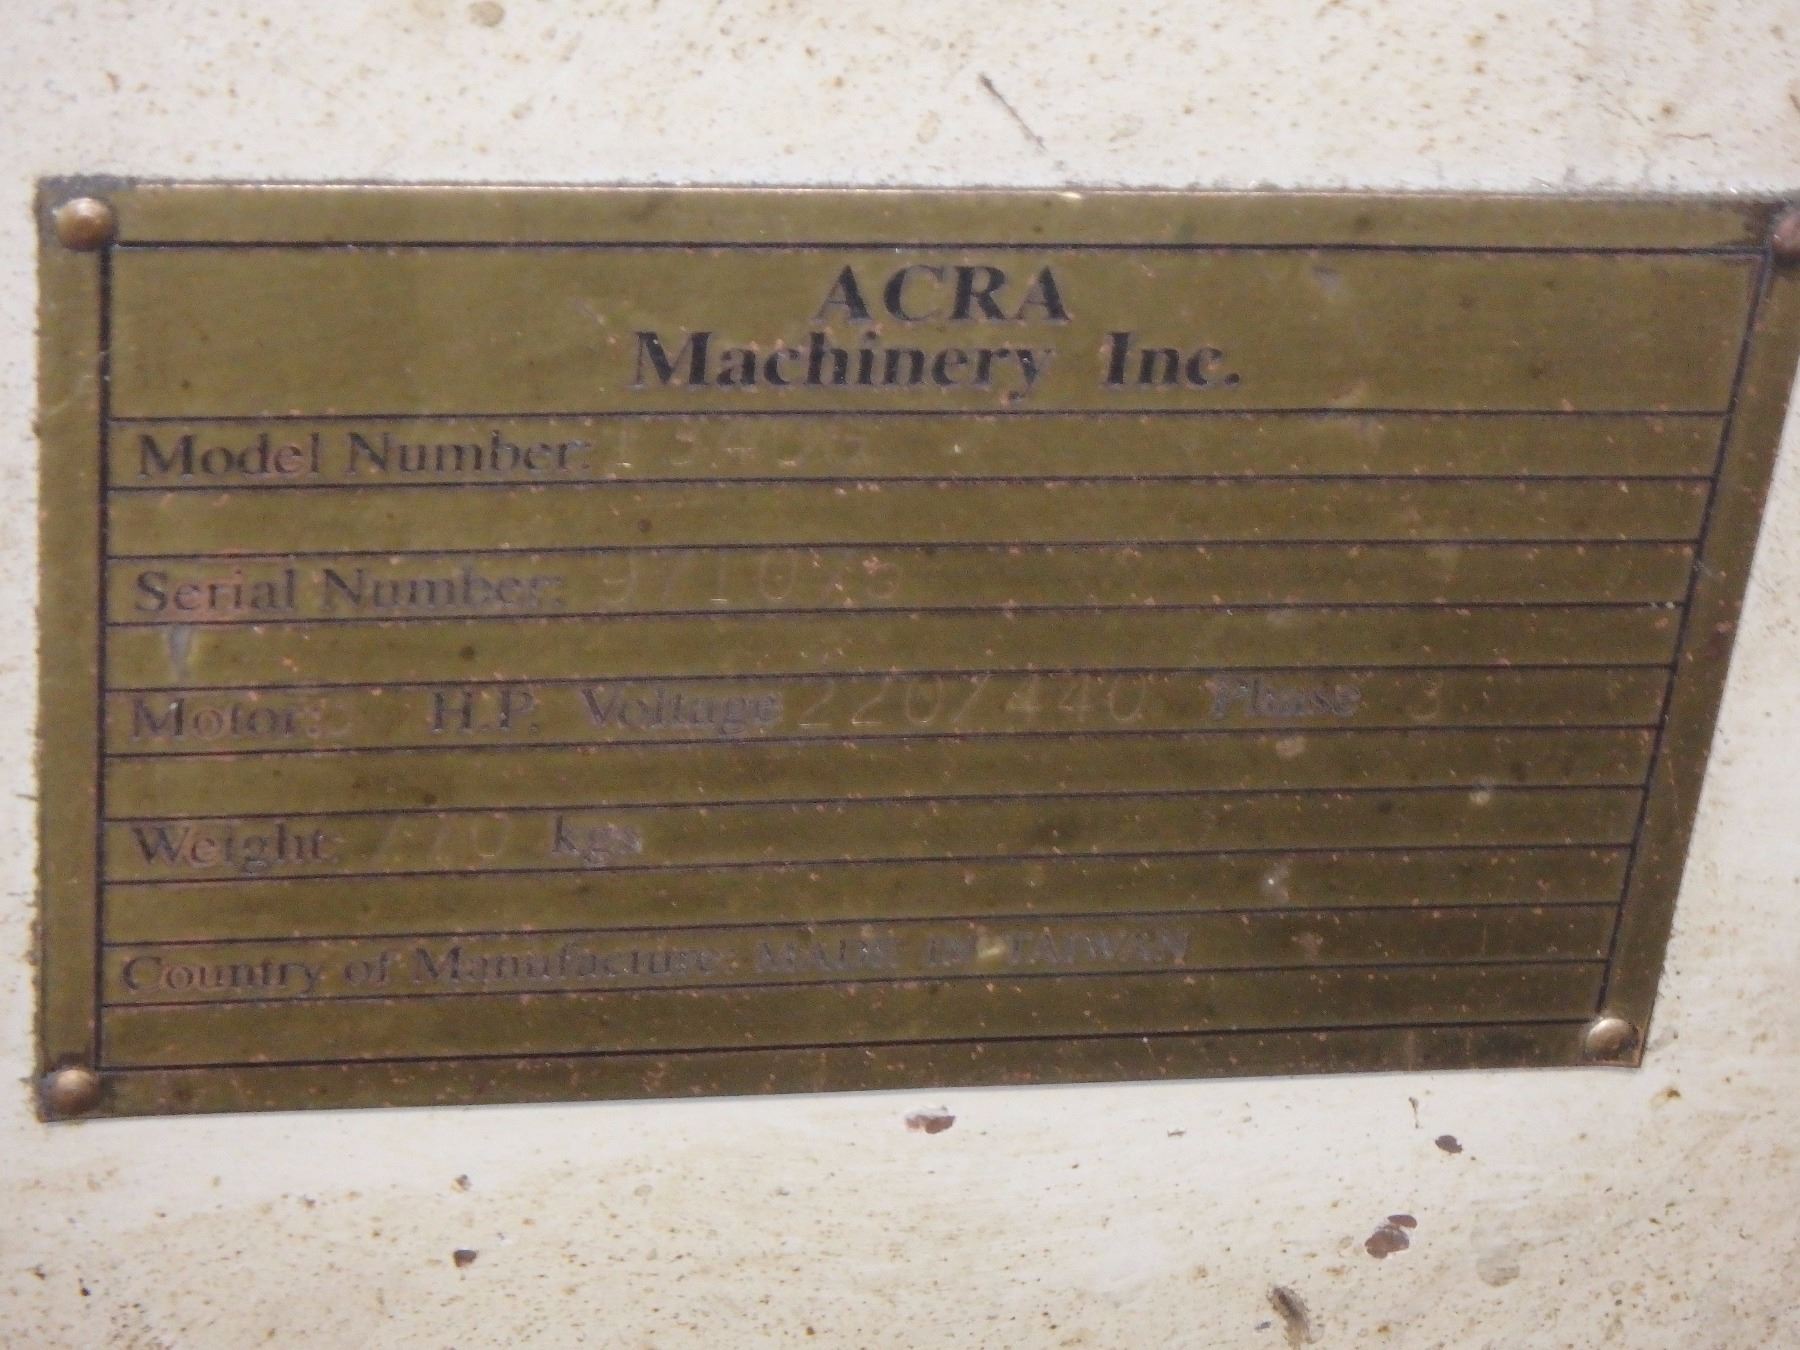 ACRA
Machinery Inc.
Model Number:
Serial Number:
Motor: H.P. Voltage 220/440 Phase 3
Weight: kgs
Country of Manufacture: MADE IN TAIWAN